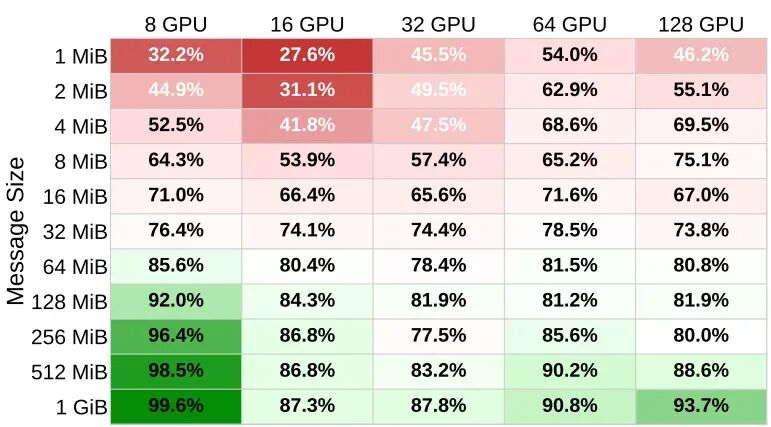 8 GPU 16 GPU 32 GPU 64 GPU 128 GPU
Message Size
1 MiB 32.2% 27.6% 45.5% 54.0% 46.2%
2 MiB 44.9% 31.1% 49.5% 62.9% 55.1%
4 MiB 52.5% 41.8% 47.5% 68.6% 69.5%
8 MiB 64.3% 53.9% 57.4% 65.2% 75.1%
16 MiB 71.0% 66.4% 65.6% 71.6% 67.0%
32 MiB 76.4% 74.1% 74.4% 78.5% 73.8%
64 MiB 85.6% 80.4% 78.4% 81.5% 80.8%
128 MiB 92.0% 84.3% 81.9% 81.2% 81.9%
256 MiB 96.4% 86.8% 77.5% 85.6% 80.0%
512 MiB 98.5% 86.8% 83.2% 90.2% 88.6%
1 GiB 99.6% 87.3% 87.8% 90.8% 93.7%